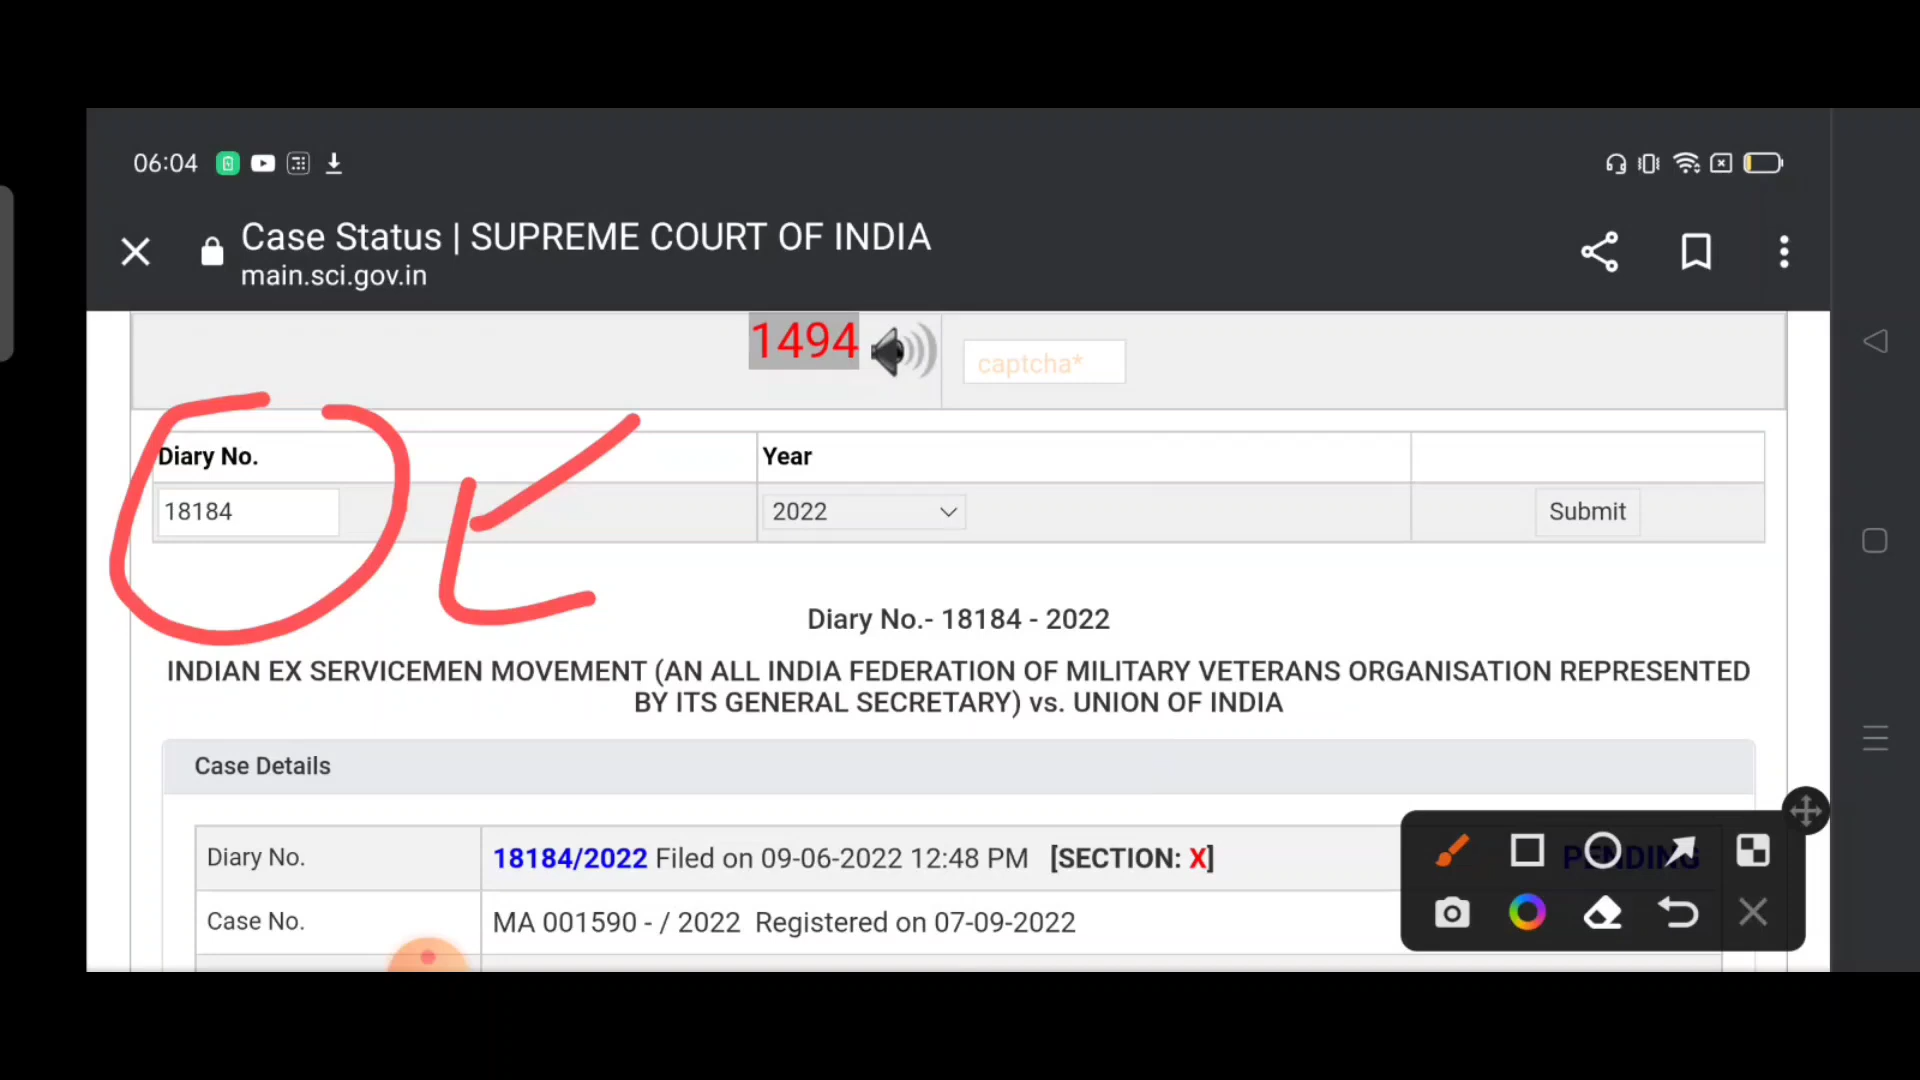 06:04
Case Status | SUPREME COURT OF INDIA
main.sci.gov.in
1494
captcha*
Diary No.
Year
18184
2022
Submit
Diary No.- 18184 - 2022
INDIAN EX SERVICEMEN MOVEMENT (AN ALL INDIA FEDERATION OF MILITARY VETERANS ORGANISATION REPRESENTED
BY ITS GENERAL SECRETARY) vs. UNION OF INDIA
Case Details
Diary No.
18184/2022 Filed on 09-06-2022 12:48 PM [SECTION: X]
PENDING
Case No.
MA 001590 - / 2022 Registered on 07-09-2022